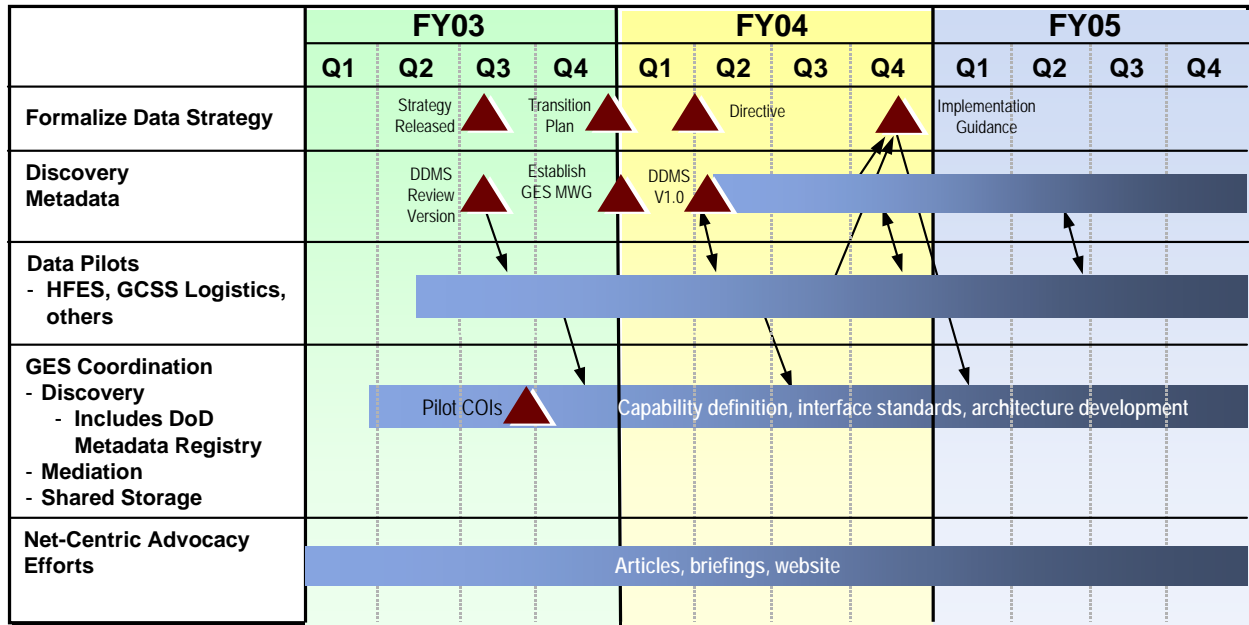 FY03 FY04 FY05
Q1 Q2 Q3 Q4 Q1 Q2 Q3 Q4 Q1 Q2 Q3 Q4
Formalize Data Strategy
Strategy
Released
Transition
Plan
Directive
Implementation
Guidance
Discovery
Metadata
DDMS
Review
Version
Establish
GES MWG
DDMS
V1.0
Data Pilots
- HFES, GCSS Logistics,
others
GES Coordination
- Discovery
- Includes DoD
Metadata Registry
- Mediation
- Shared Storage
Pilot COIs
Capability definition, interface standards, architecture development
Net-Centric Advocacy
Efforts
Articles, briefings, website